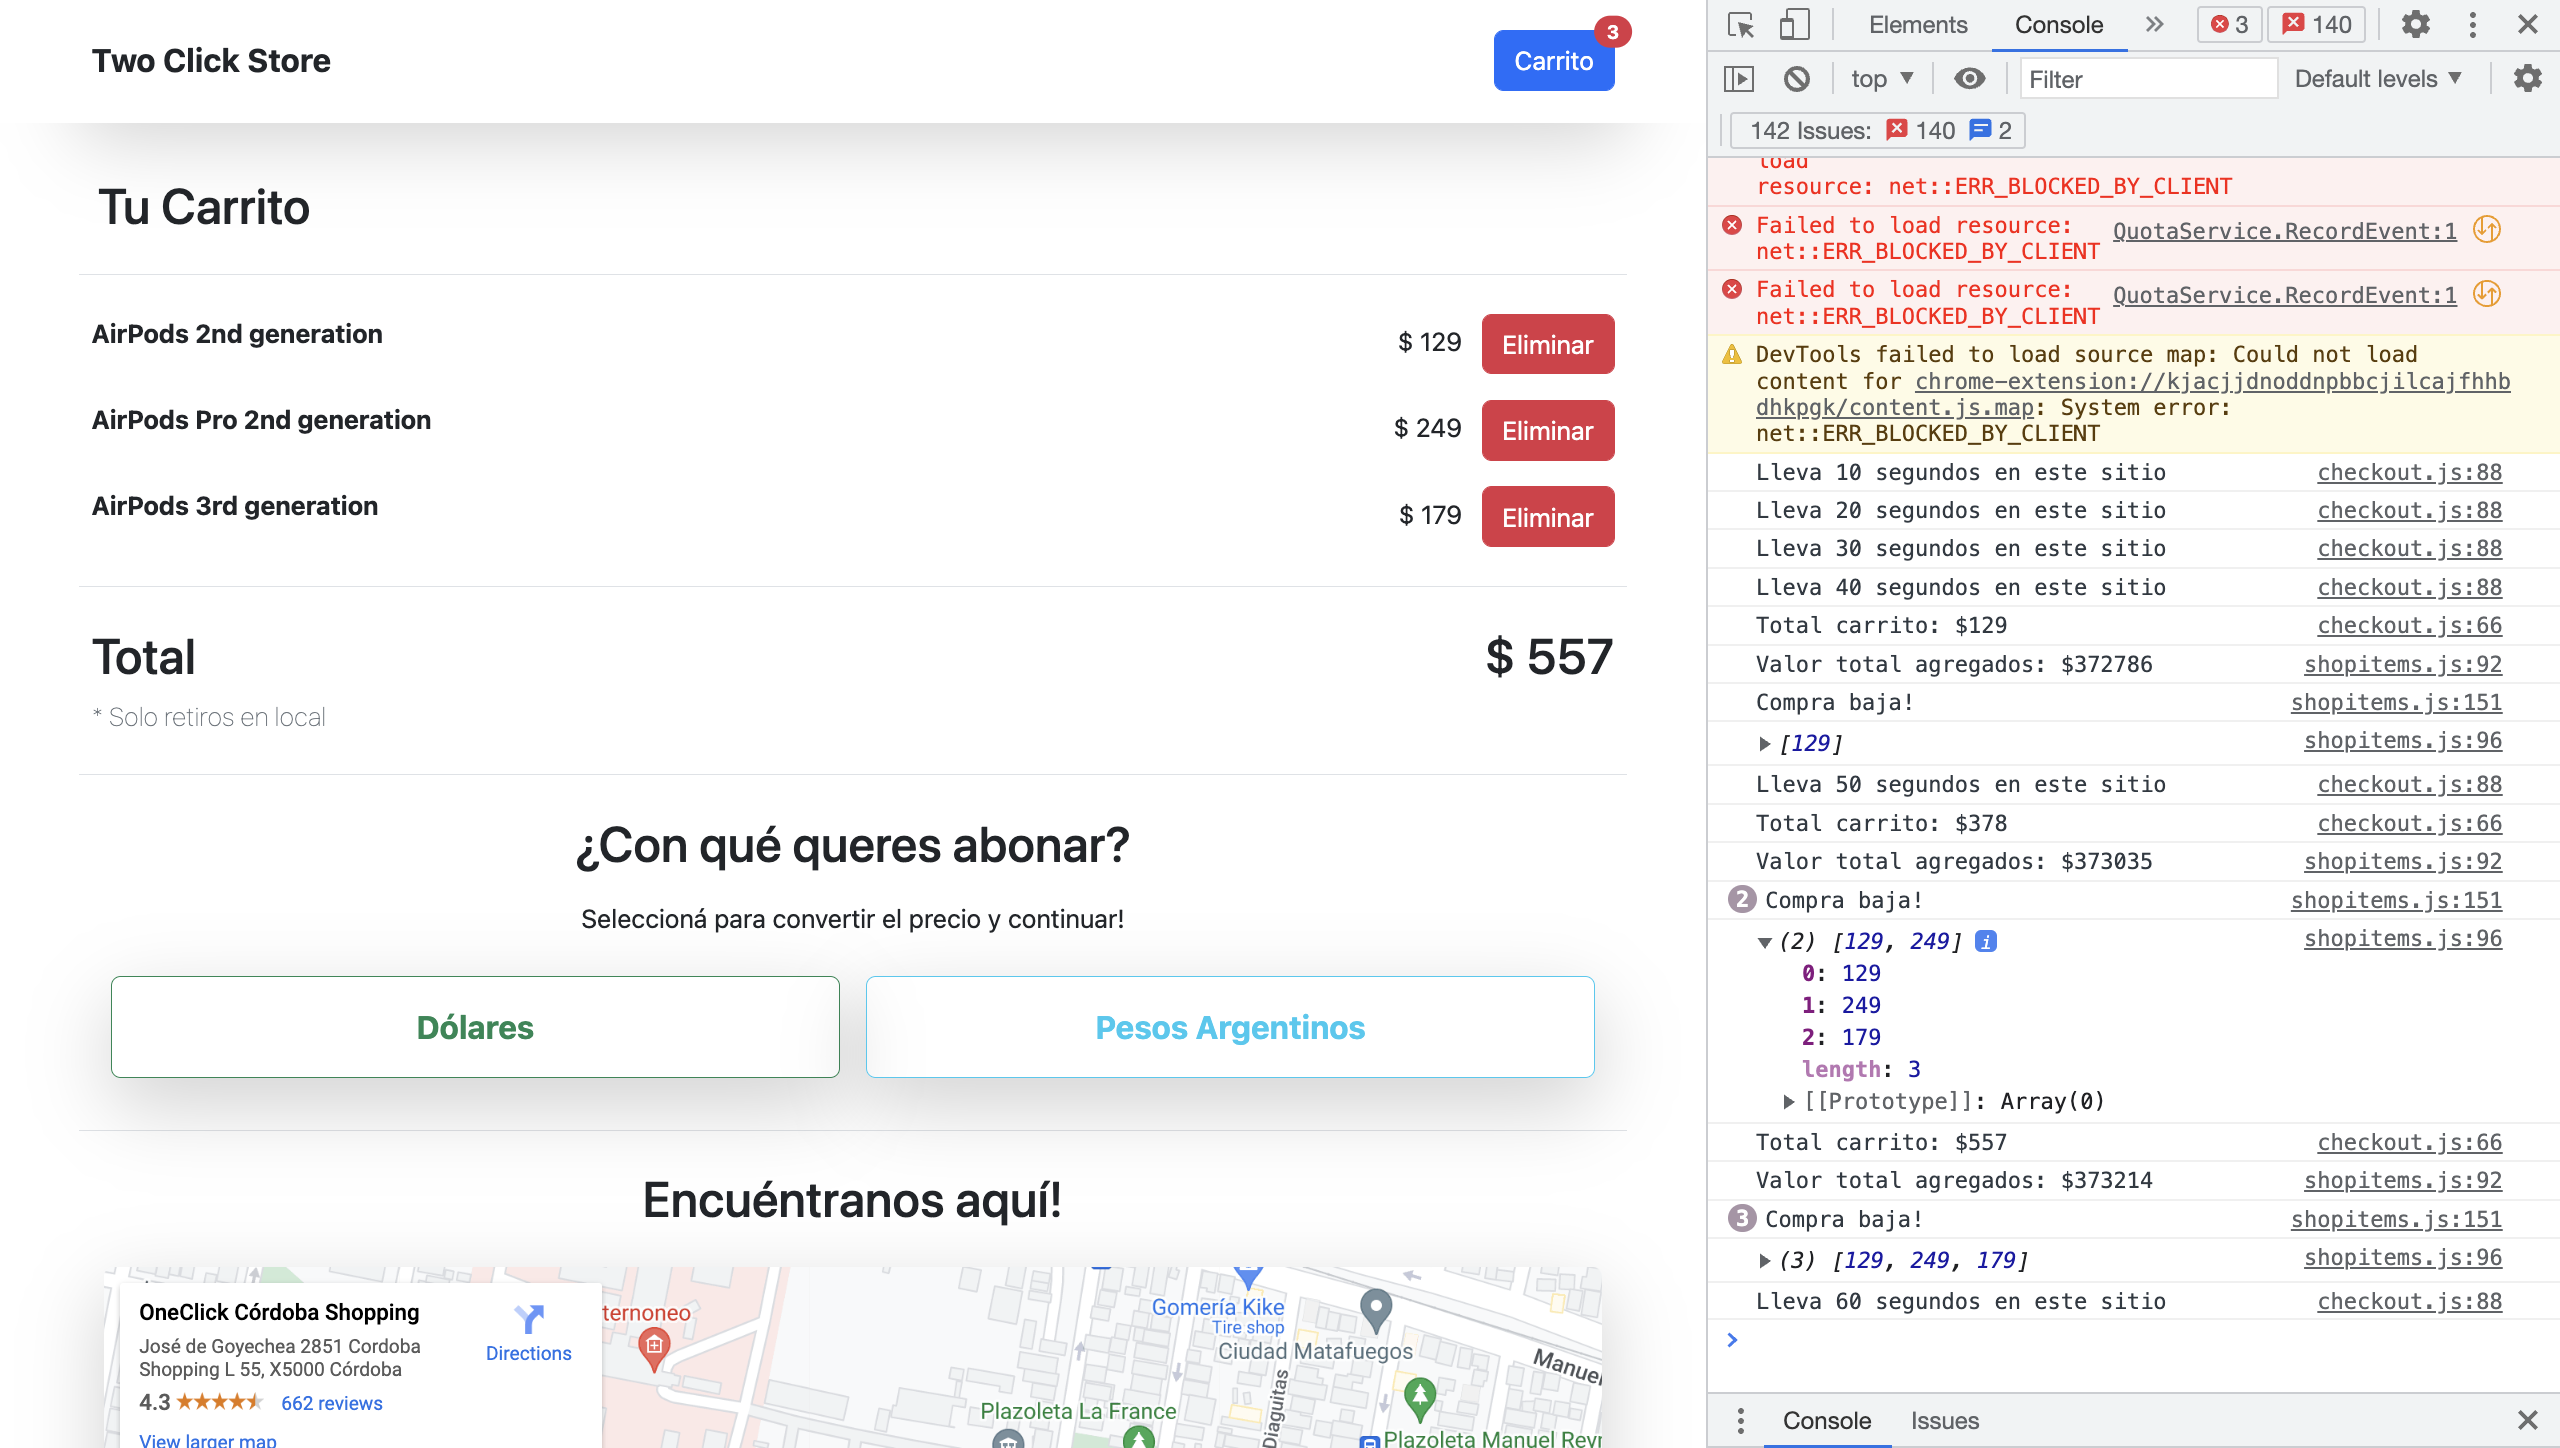 Two Click Store
Carrito
3
Tu Carrito
AirPods 2nd generation
$ 129
Eliminar
AirPods Pro 2nd generation
$ 249
Eliminar
AirPods 3rd generation
$ 179
Eliminar
Total
$ 557
* Solo retiros en local
¿Con qué queres abonar?
Seleccioná para convertir el precio y continuar!
Dólares
Pesos Argentinos
Encuéntranos aquí!
OneClick Córdoba Shopping
José de Goyechea 2851 Cordoba
Shopping L 55, X5000 Córdoba
4.3
662 reviews
View larger map
Directions
ternoneo
Gomería Kike
Tire shop
Ciudad Matafuegos
Manuel
Diaguitas
Plazoleta La France
Plazoleta Manuel Reyn
Elements
Console
3
140
top
Filter
Default levels
142 Issues:
140
2
load
resource: net::ERR_BLOCKED_BY_CLIENT
Failed to load resource: QuotaService.RecordEvent:1
net::ERR_BLOCKED_BY_CLIENT
Failed to load resource: QuotaService.RecordEvent:1
net::ERR_BLOCKED_BY_CLIENT
DevTools failed to load source map: Could not load
content for chrome-extension://kjacjjdnoddnpbbcjilcajfhhb
dhkpgk/content.js.map: System error:
net::ERR_BLOCKED_BY_CLIENT
Lleva 10 segundos en este sitio checkout.js:88
Lleva 20 segundos en este sitio checkout.js:88
Lleva 30 segundos en este sitio checkout.js:88
Lleva 40 segundos en este sitio checkout.js:88
Total carrito: $129 checkout.js:66
Valor total agregados: $372786 shopitems.js:92
Compra baja! shopitems.js:151
[129] shopitems.js:96
Lleva 50 segundos en este sitio checkout.js:88
Total carrito: $378 checkout.js:66
Valor total agregados: $373035 shopitems.js:92
2 Compra baja! shopitems.js:151
(2) [129, 249] i shopitems.js:96
0: 129
1: 249
2: 179
length: 3
[[Prototype]]: Array(0)
Total carrito: $557 checkout.js:66
Valor total agregados: $373214 shopitems.js:92
3 Compra baja! shopitems.js:151
(3) [129, 249, 179] shopitems.js:96
Lleva 60 segundos en este sitio checkout.js:88
Console
Issues